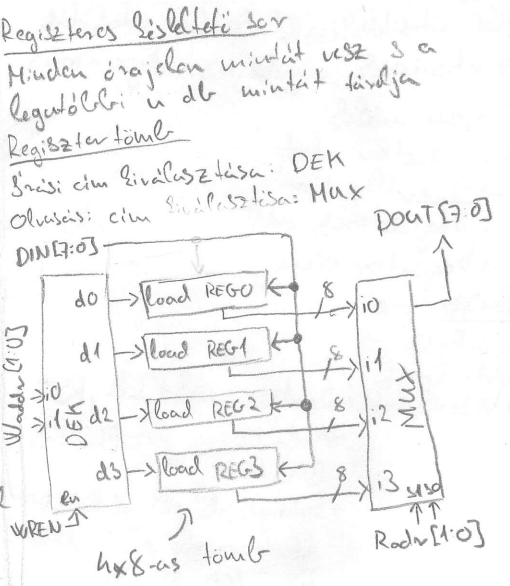 Regiszteres késleltető sor
Minden órajelen mintát vesz s a
legutóbbi n db mintát tárolja
Regisztertömb
Írási cím kiválasztása: DEK
Olvasási cím kiválasztása: MUX
DOUT[7:0]
DIN[7:0]
d0 load REG0 8 i0
d1 load REG1 8 i1
Waddr[1:0] i0 i1 DEK
d2 load REG2 8 i2 MUX
d3 load REG3 8 i3
en s1 s0
WREN
Radr[1:0]
4x8-as tömb